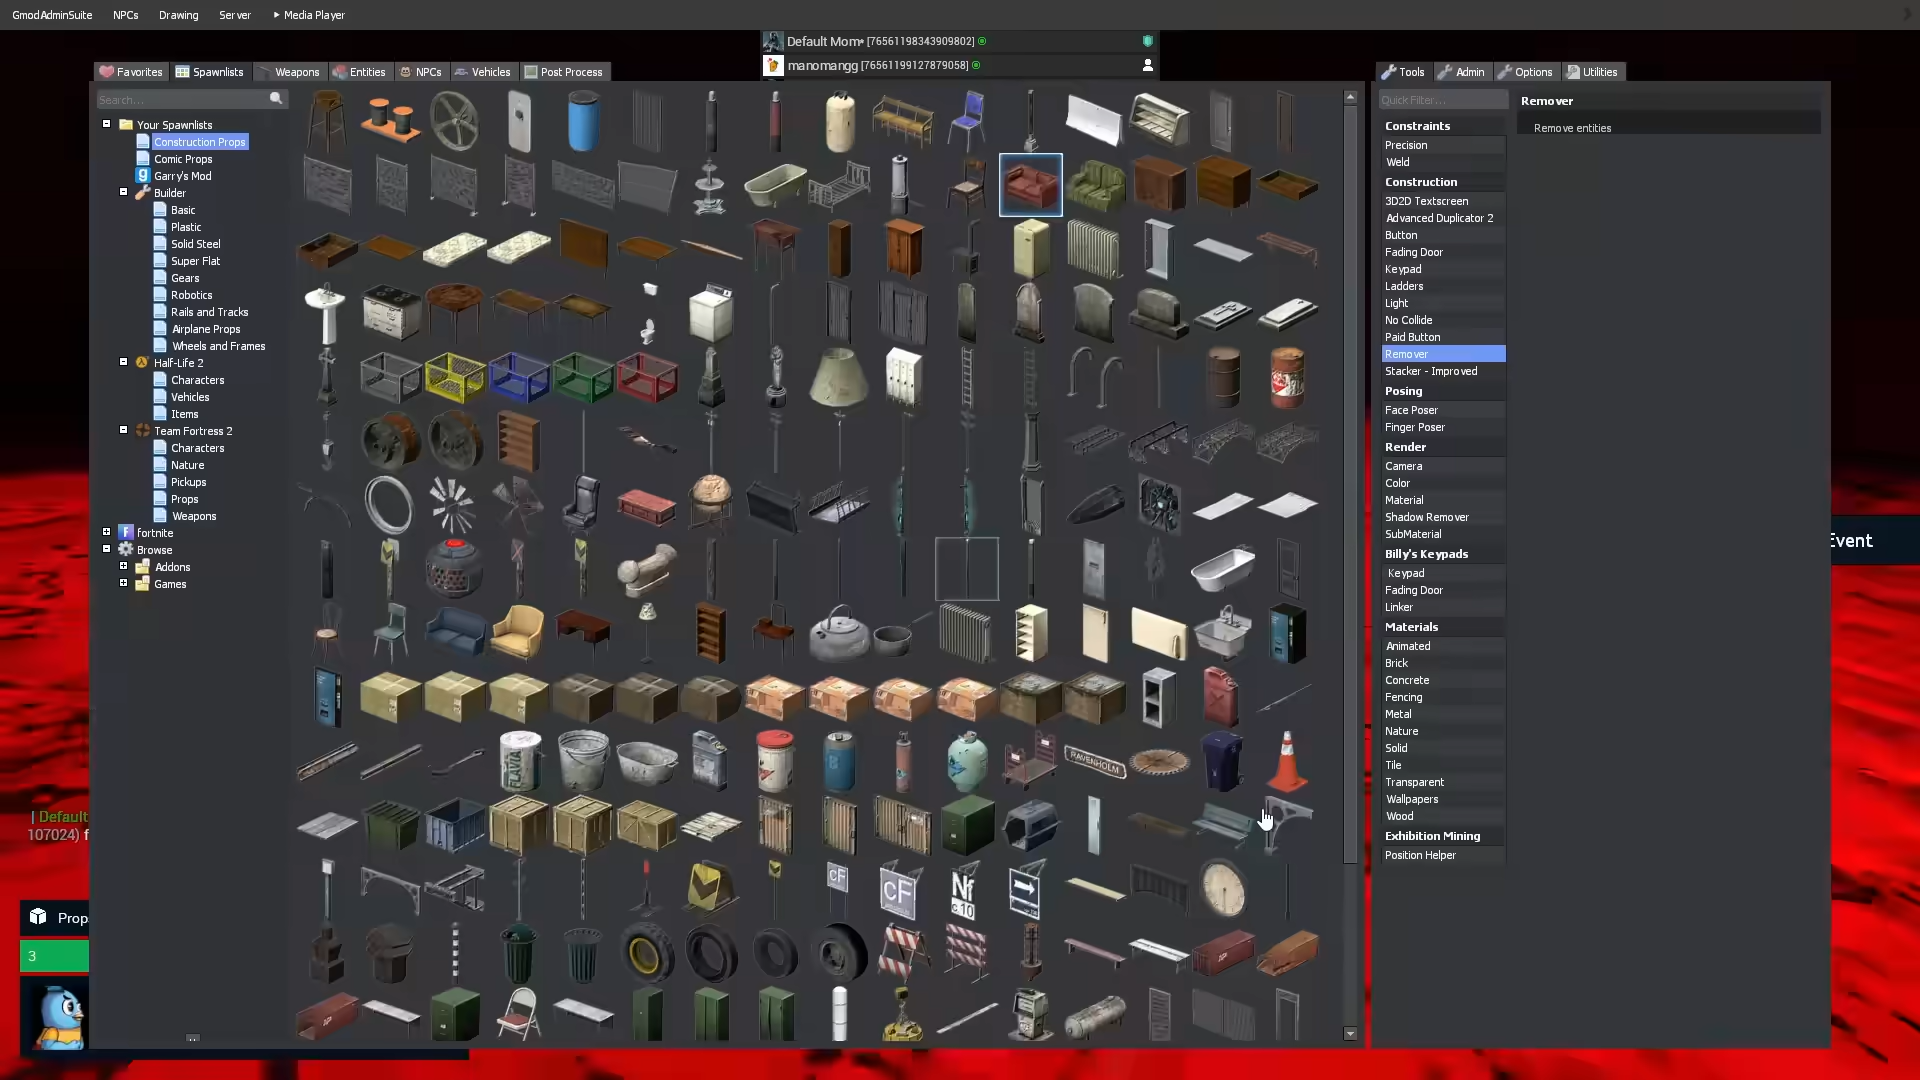 GmodAdminSuite NPCs Drawing Server Media Player
Default Mom [76561198343909802]
manomangg [76561199127879058]
Favorites Spawnlists Weapons Entities NPCs Vehicles Post Process
Search...
Your Spawnlists
Construction Props
Comic Props
Garry's Mod
Builder
Basic
Plastic
Solid Steel
Super Flat
Gears
Robotics
Rails and Tracks
Airplane Props
Wheels and Frames
Half-Life 2
Characters
Vehicles
Items
Team Fortress 2
Characters
Nature
Pickups
Props
Weapons
fortnite
Browse
Addons
Games
RAVENHOLM
cF
CF
Nf
c 10
Tools Admin Options Utilities
Quick Filter...
Constraints
Precision
Weld
Construction
3D2D Textscreen
Advanced Duplicator 2
Button
Fading Door
Keypad
Ladders
Light
No Collide
Paid Button
Remover
Stacker - Improved
Posing
Face Poser
Finger Poser
Render
Camera
Color
Material
Shadow Remover
SubMaterial
Billy's Keypads
Keypad
Fading Door
Linker
Materials
Animated
Brick
Concrete
Fencing
Metal
Nature
Solid
Tile
Transparent
Wallpapers
Wood
Exhibition Mining
Position Helper
Remover
Remove entities
Event
| Default
107024) f
Props
3